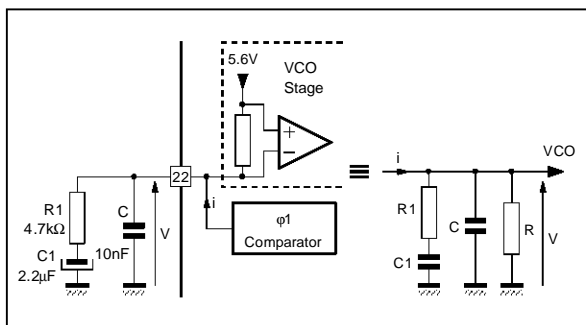 5.6V
VCO
Stage
+
−
22
i
φ1
Comparator
R1
4.7kΩ
C
10nF
V
C1
2.2µF
≡
i
VCO
R1
C
R
V
C1